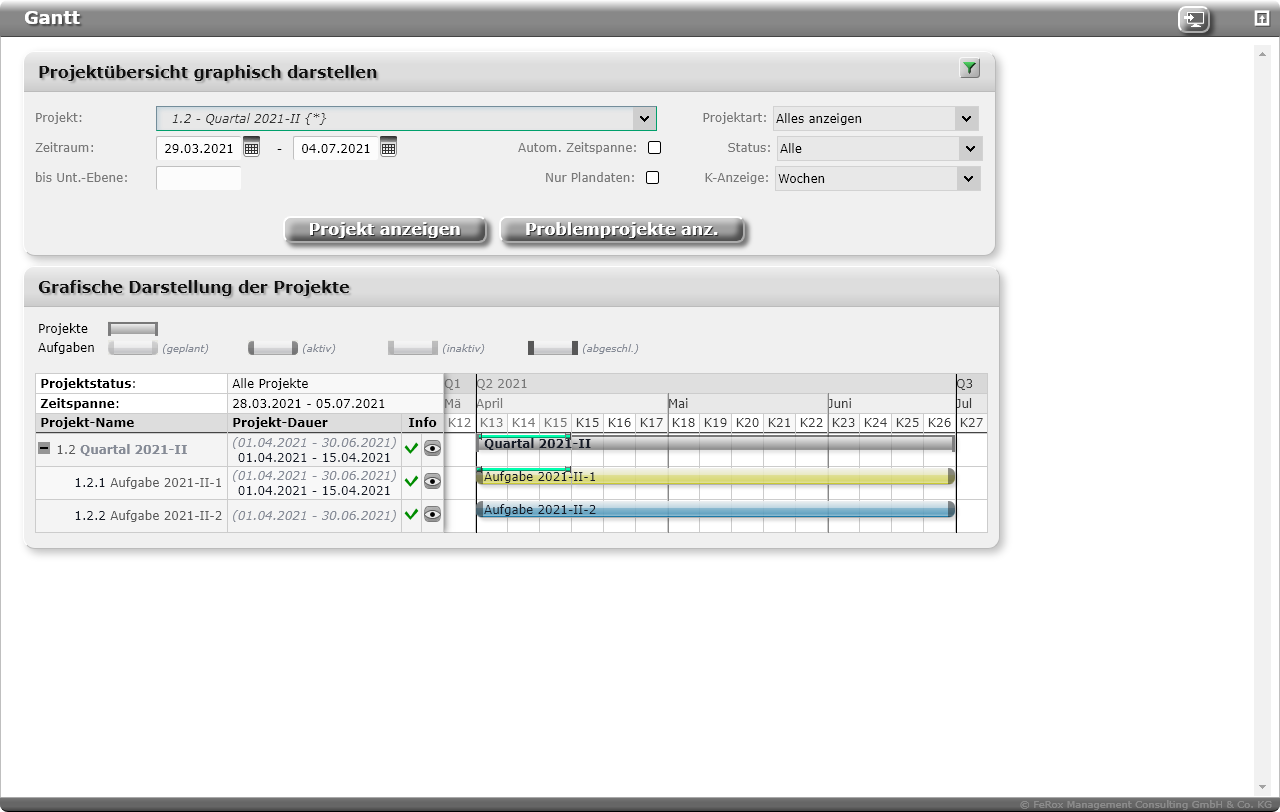 Gantt
Projektübersicht graphisch darstellen
Projekt: 1.2 - Quartal 2021-II {*} Projektart: Alles anzeigen
Zeitraum: 29.03.2021 - 04.07.2021 Autom. Zeitspanne: Status: Alle
bis Unt.-Ebene: Nur Plandaten: K-Anzeige: Wochen
Projekt anzeigen Problemprojekte anz.
Grafische Darstellung der Projekte
Projekte
Aufgaben (geplant) (aktiv) (inaktiv) (abgeschl.)
Projektstatus: Alle Projekte Q1 Q2 2021 Q3
Zeitspanne: 28.03.2021 - 05.07.2021 Mä April Mai Juni Jul
Projekt-Name Projekt-Dauer Info K12 K13 K14 K15 K15 K16 K17 K18 K19 K20 K21 K22 K23 K24 K25 K26 K27
1.2 Quartal 2021-II (01.04.2021 - 30.06.2021) Quartal 2021-II
01.04.2021 - 15.04.2021
1.2.1 Aufgabe 2021-II-1 (01.04.2021 - 30.06.2021) Aufgabe 2021-II-1
01.04.2021 - 15.04.2021
1.2.2 Aufgabe 2021-II-2 (01.04.2021 - 30.06.2021) Aufgabe 2021-II-2
© FeRox Management Consulting GmbH & Co. KG